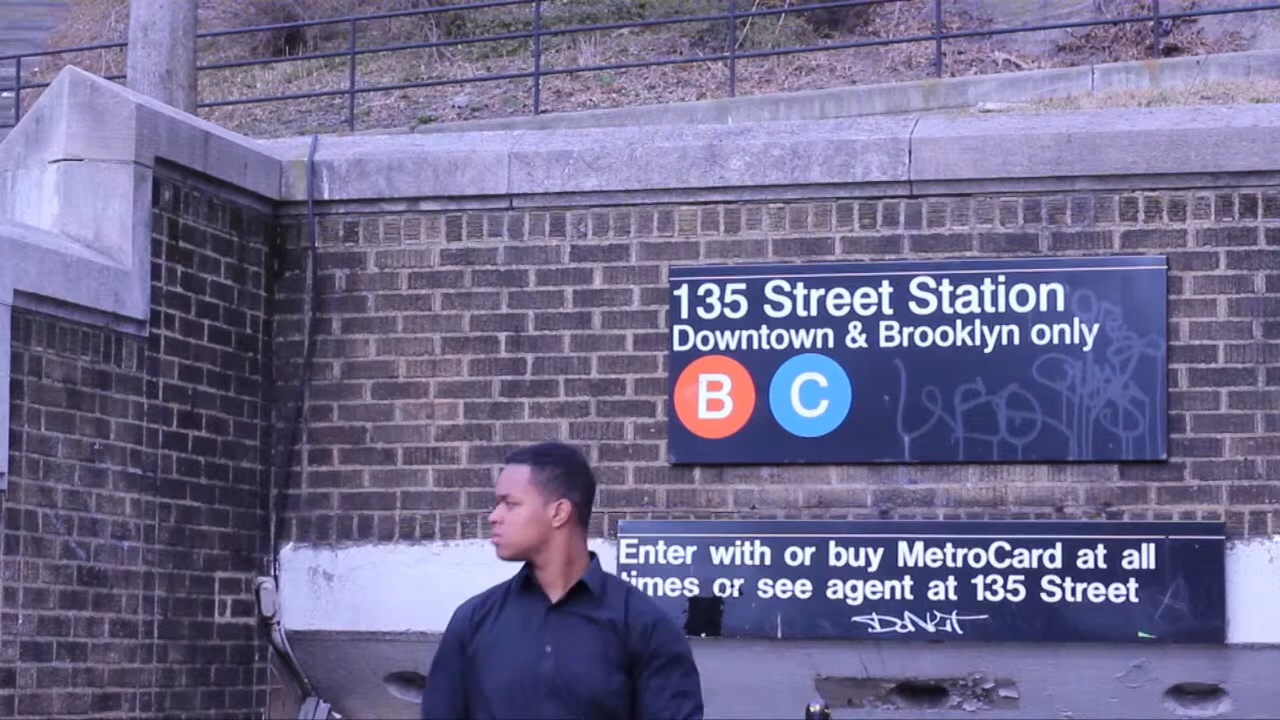 135 Street Station
Downtown & Brooklyn only
B C
Enter with or buy MetroCard at all
times or see agent at 135 Street